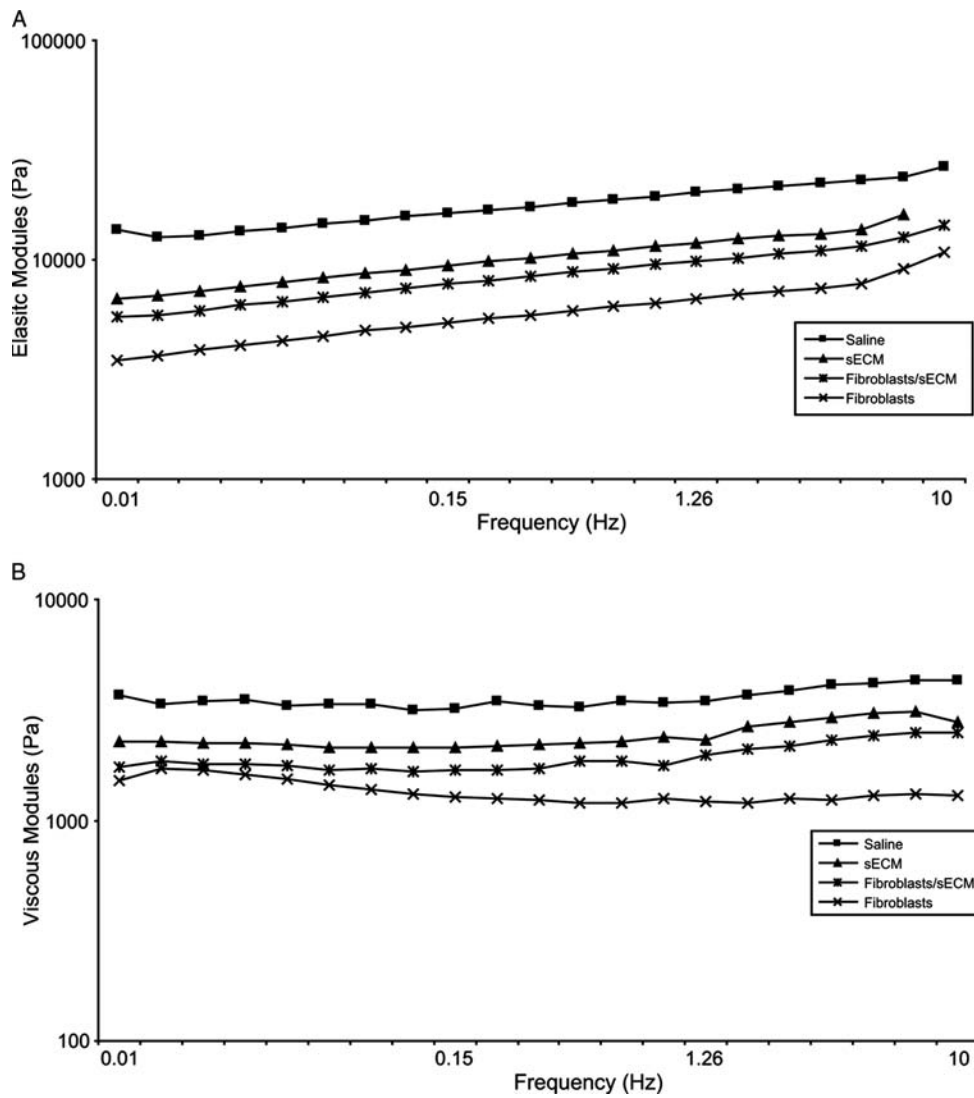 A
100000
10000
1000
Elasitc Modules (Pa)
Saline
sECM
Fibroblasts/sECM
Fibroblasts
0.01 0.15 1.26 10
Frequency (Hz)
B
10000
1000
100
Viscous Modules (Pa)
Saline
sECM
Fibroblasts/sECM
Fibroblasts
0.01 0.15 1.26 10
Frequency (Hz)